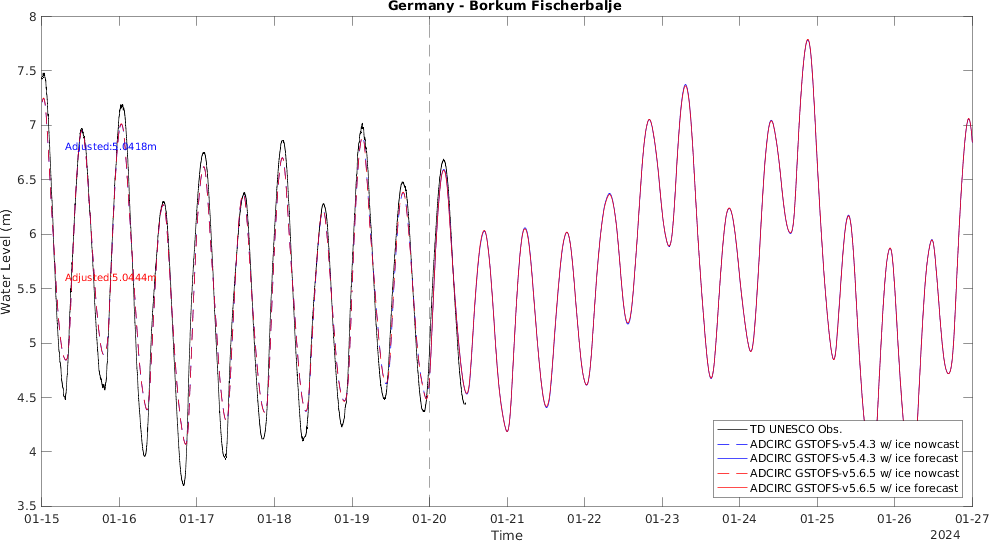 Germany - Borkum Fischerbalje
8
7.5
7
6.5
6
5.5
5
4.5
4
3.5
Water Level (m)
Adjusted:5.0418m
Adjusted:5.0444m
TD UNESCO Obs.
ADCIRC GSTOFS-v5.4.3 w/ ice nowcast
ADCIRC GSTOFS-v5.4.3 w/ ice forecast
ADCIRC GSTOFS-v5.6.5 w/ ice nowcast
ADCIRC GSTOFS-v5.6.5 w/ ice forecast
01-15 01-16 01-17 01-18 01-19 01-20 01-21 01-22 01-23 01-24 01-25 01-26 01-27
Time
2024